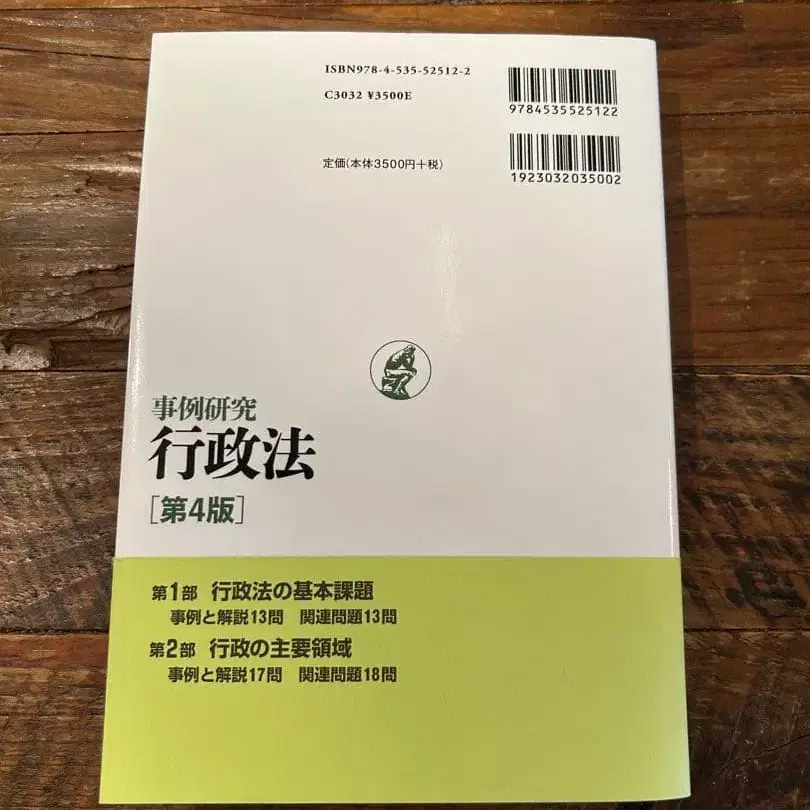 ISBN978-4-535-52512-2
C3032 ¥3500E
9784535525122
定価(本体3500円+税)
1923032035002
事例研究
行政法
[第4版]
第1部 行政法の基本課題
事例と解説13問 関連問題13問
第2部 行政の主要領域
事例と解説17問 関連問題18問